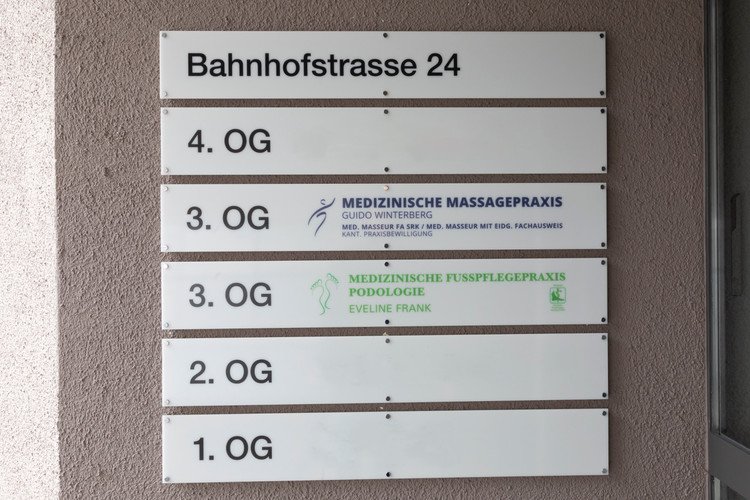 Bahnhofstrasse 24
4. OG
3. OG
MEDIZINISCHE MASSAGEPRAXIS
GUIDO WINTERBERG
MED. MASSEUR FA SRK / MED. MASSEUR MIT EIDG. FACHAUSWEIS
KANT. PRAXISBEWILLIGUNG
3. OG
MEDIZINISCHE FUSSPFLEGEPRAXIS
PODOLOGIE
EVELINE FRANK
2. OG
1. OG